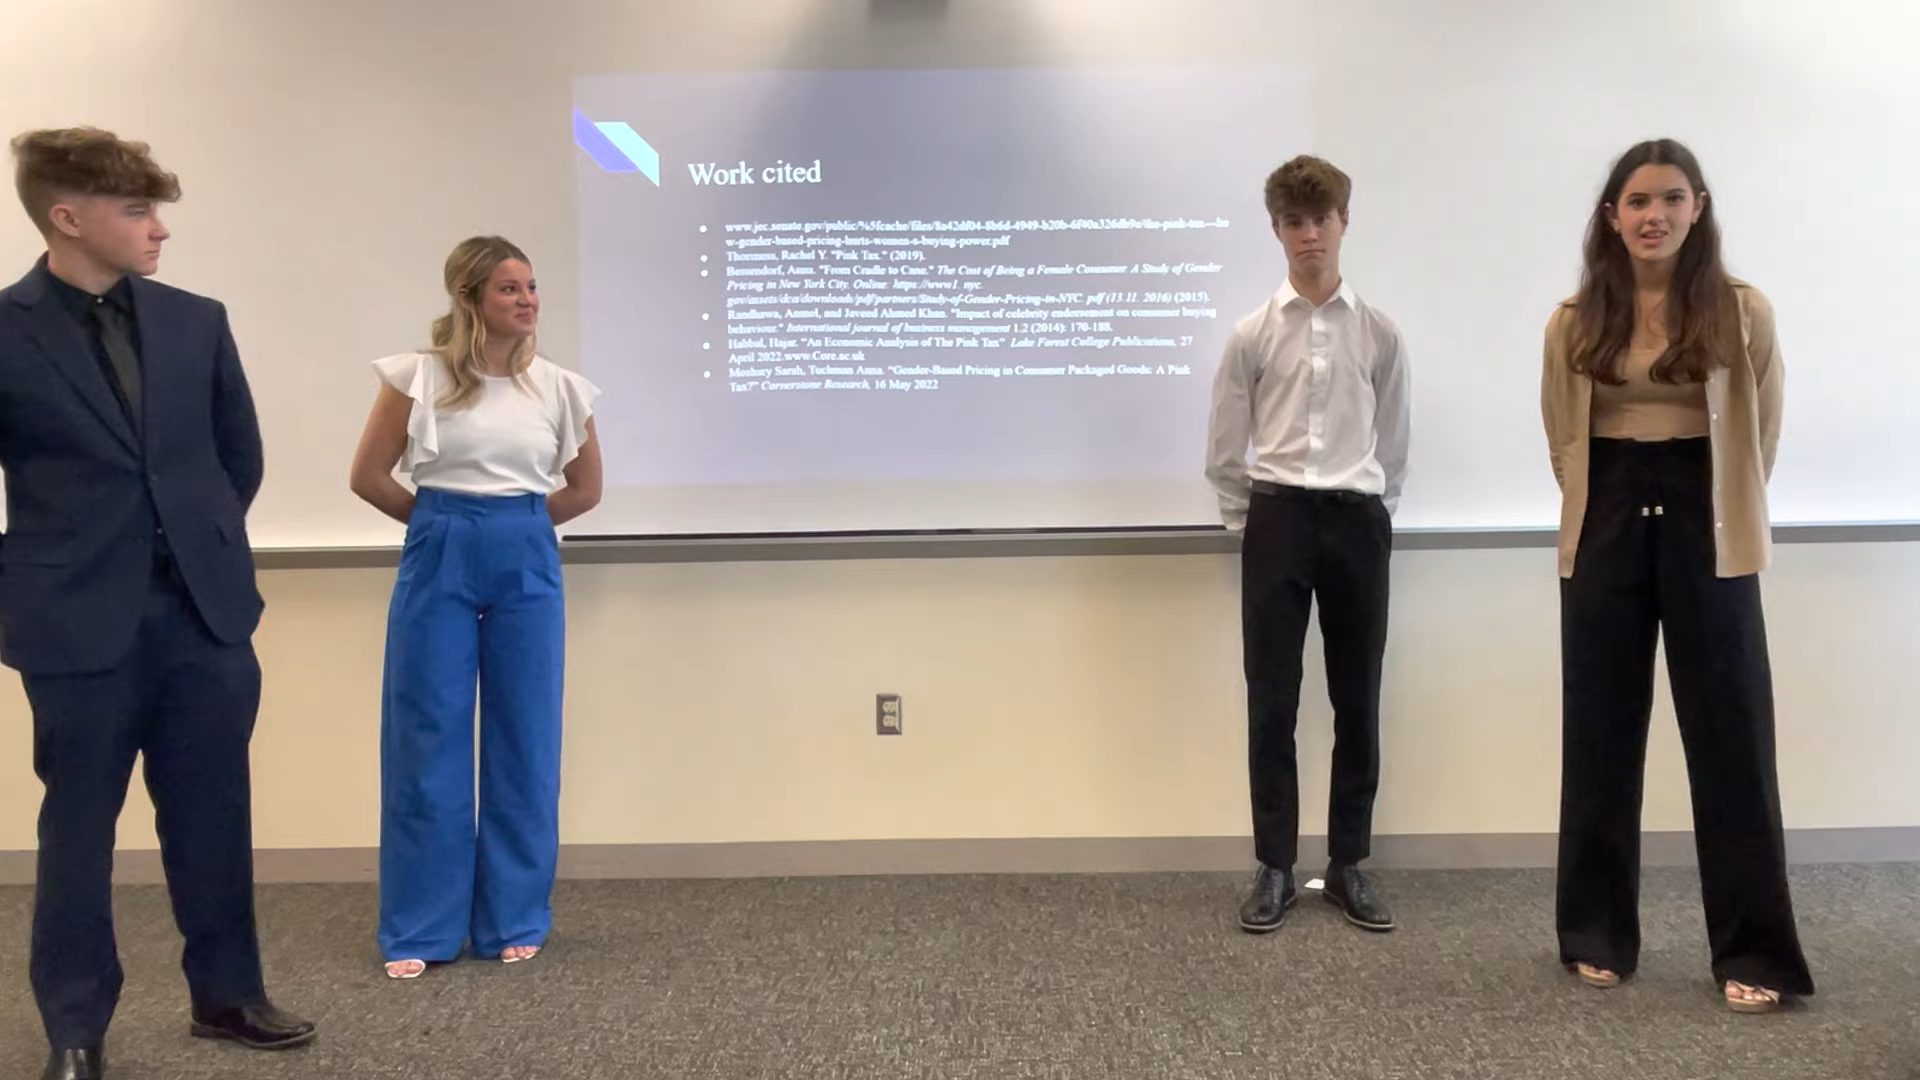 Work cited
www.jec.senate.gov/public/%5fcache/files/8a42df04-8b6d-4949-b20b-6f40a326db9e/the-pink-tax---ho
w-gender-based-pricing-hurts-women-s-buying-power.pdf
Thorsness, Rachel Y. "Pink Tax." (2019).
Bessendorf, Anna. "From Cradle to Cane." The Cost of Being a Female Consumer. A Study of Gender
Pricing in New York City. Online: https://www1. nyc.
gov/assets/dca/downloads/pdf/partners/Study-of-Gender-Pricing-in-NYC. pdf (13.11. 2016) (2015).
Randhawa, Anmol, and Javeed Ahmed Khan. "Impact of celebrity endorsement on consumer buying
behaviour." International journal of business management 1.2 (2014): 170-188.
Habbal, Hajar. "An Economic Analysis of The Pink Tax" Lake Forest College Publications, 27
April 2022.www.Core.ac.uk
Moshary Sarah, Tuchman Anna. "Gender-Based Pricing in Consumer Packaged Goods: A Pink
Tax?" Cornerstone Research, 16 May 2022